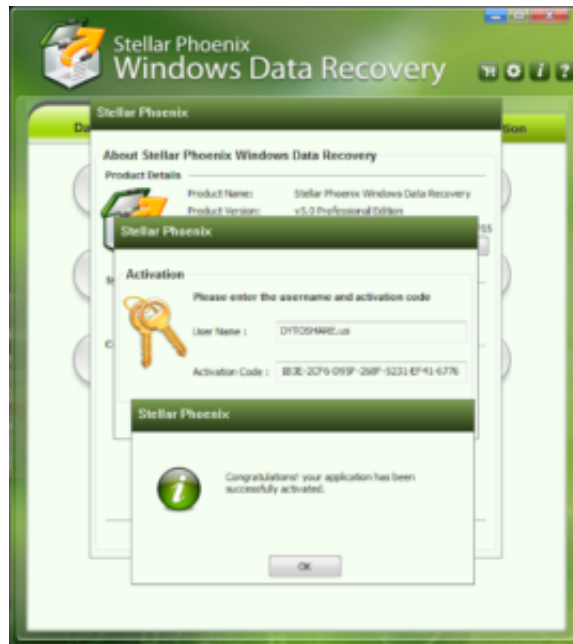 Stellar Phoenix
Windows Data Recovery
Stellar Phoenix
About Stellar Phoenix Windows Data Recovery
Product Details
Product Name: Stellar Phoenix Windows Data Recovery
Product Version: v5.0 Professional Edition
Stellar Phoenix
Activation
Please enter the username and activation code
User Name : DYTOSHARE.us
Activation Code :
Stellar Phoenix
Congratulations! your application has been
successfully activated.
OK